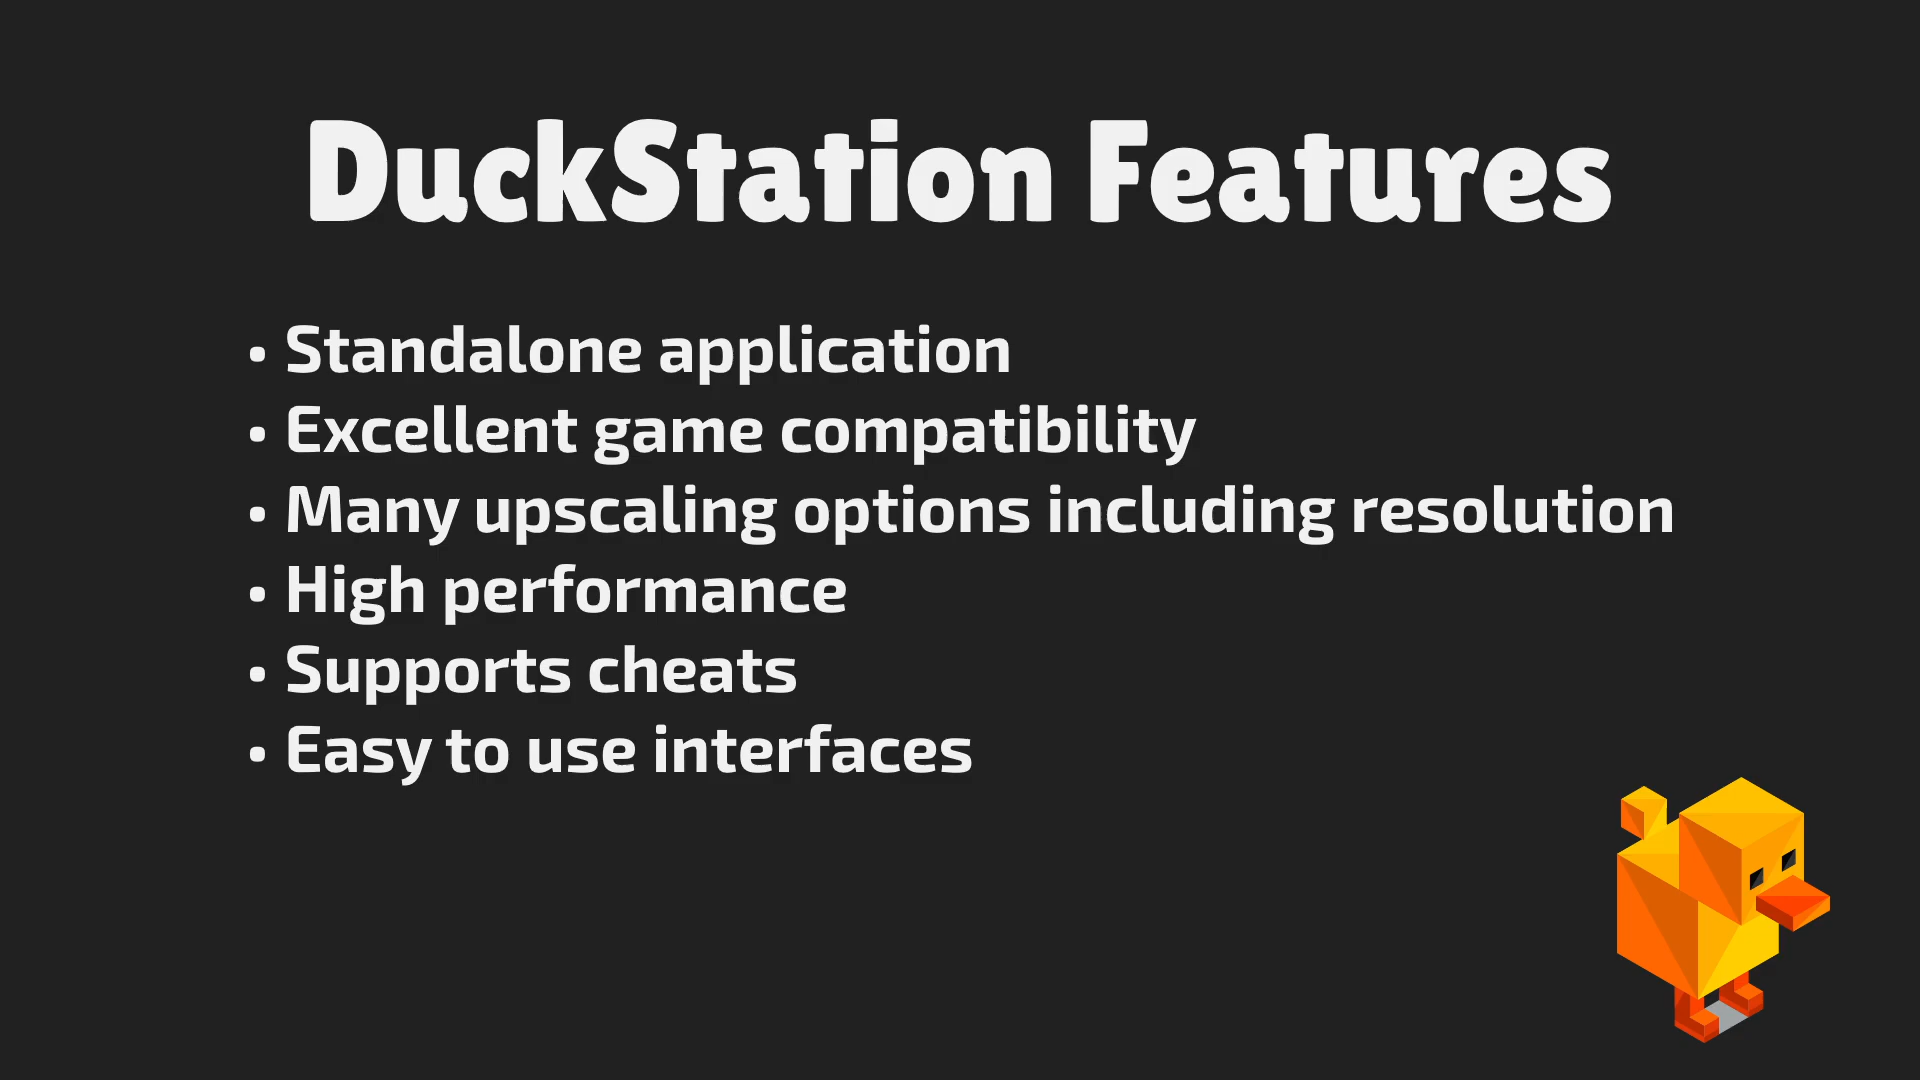 DuckStation Features
• Standalone application
• Excellent game compatibility
• Many upscaling options including resolution
• High performance
• Supports cheats
• Easy to use interfaces